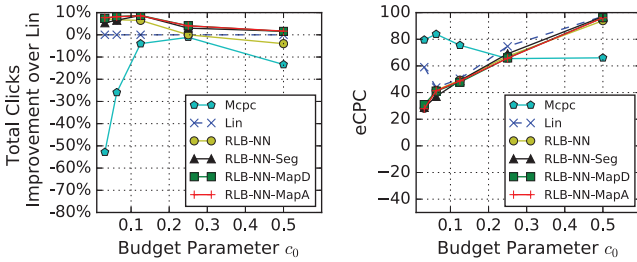 10%
0%
-10%
-20%
-30%
-40%
-50%
-60%
-70%
-80%
Total Clicks
Improvement over Lin
0.0 0.1 0.2 0.3 0.4 0.5
Budget Parameter c₀
Mcpc
Lin
RLB-NN
RLB-NN-Seg
RLB-NN-MapD
RLB-NN-MapA
100
80
60
40
20
0
−20
−40
eCPC
0.0 0.1 0.2 0.3 0.4 0.5
Budget Parameter c₀
Mcpc
Lin
RLB-NN
RLB-NN-Seg
RLB-NN-MapD
RLB-NN-MapA